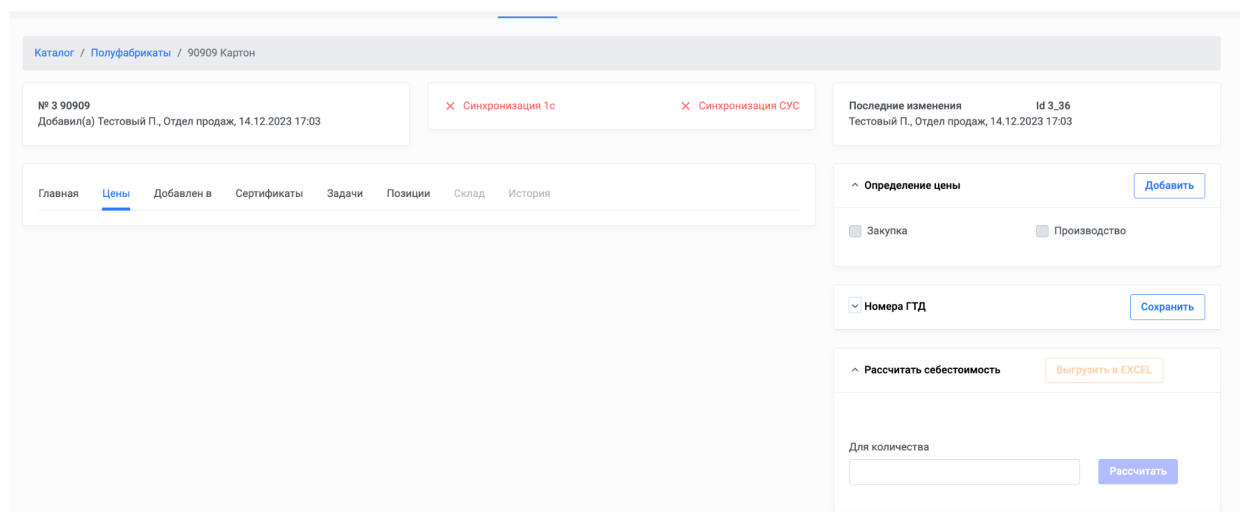 Каталог / Полуфабрикаты / 90909 Картон
№ 3 90909
Добавил(а) Тестовый П., Отдел продаж, 14.12.2023 17:03
Синхронизация 1с
Синхронизация СУС
Последние изменения Id 3_36
Тестовый П., Отдел продаж, 14.12.2023 17:03
Главная Цены Добавлен в Сертификаты Задачи Позиции Склад История
Определение цены Добавить
Закупка Производство
Номера ГТД Сохранить
Рассчитать себестоимость Выгрузить в EXCEL
Для количества
Рассчитать